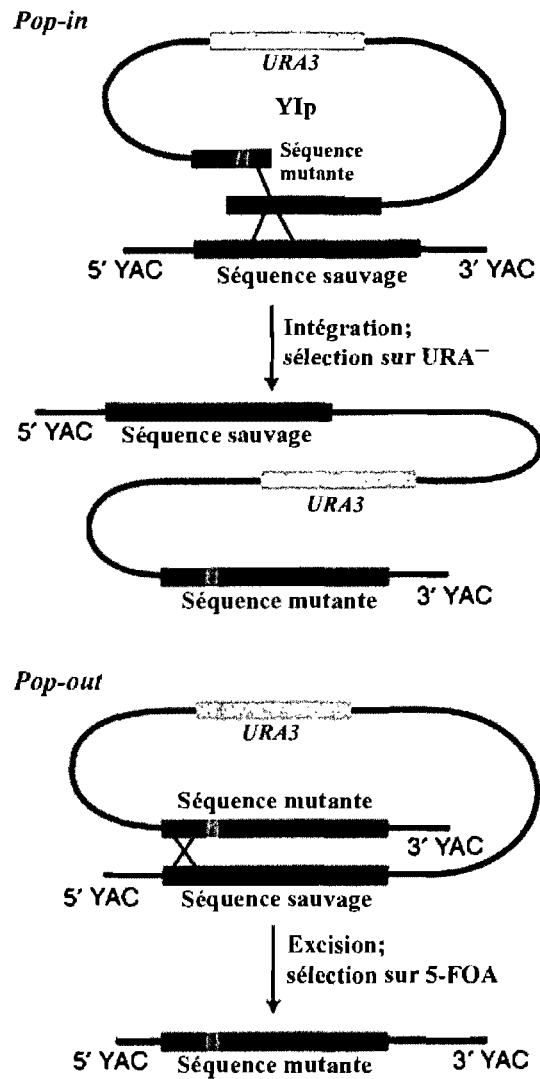 Pop-in
URA3
YIp
Séquence
mutante
5′ YAC
Séquence sauvage
3′ YAC
Intégration;
sélection sur URA⁻
5′ YAC
Séquence sauvage
URA3
Séquence mutante
3′ YAC
Pop-out
URA3
Séquence mutante
3′ YAC
5′ YAC
Séquence sauvage
Excision;
sélection sur 5-FOA
5′ YAC
Séquence mutante
3′ YAC